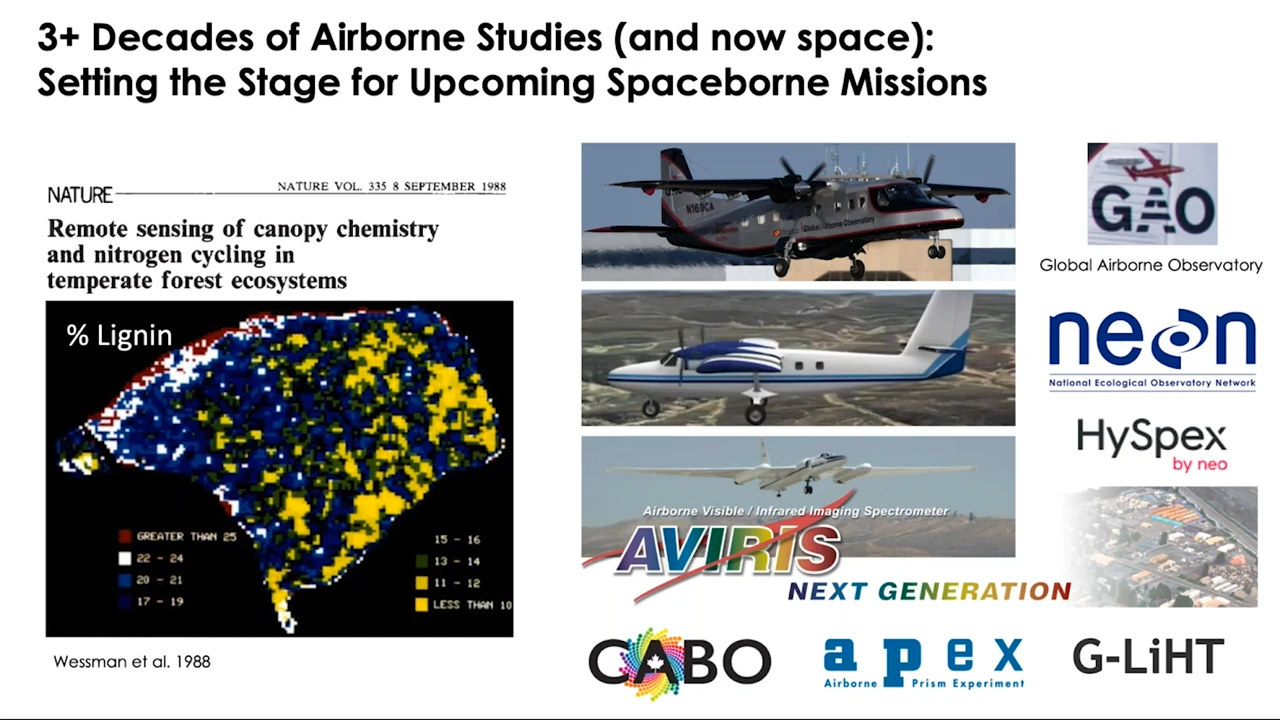 3+ Decades of Airborne Studies (and now space):
Setting the Stage for Upcoming Spaceborne Missions
NATURE
NATURE VOL. 335 8 SEPTEMBER 1988
Remote sensing of canopy chemistry
and nitrogen cycling in
temperate forest ecosystems
% Lignin
GREATER THAN 25
22 - 24
20 - 21
17 - 19
15 - 16
13 - 14
11 - 12
LESS THAN 10
Wessman et al. 1988
N169CA
Global Airborne Observatory
GAO
Global Airborne Observatory
neon
National Ecological Observatory Network
HySpex
by neo
Airborne Visible / Infrared Imaging Spectrometer
AVIRIS
NEXT GENERATION
CABO
apex
Airborne Prism Experiment
G-LiHT